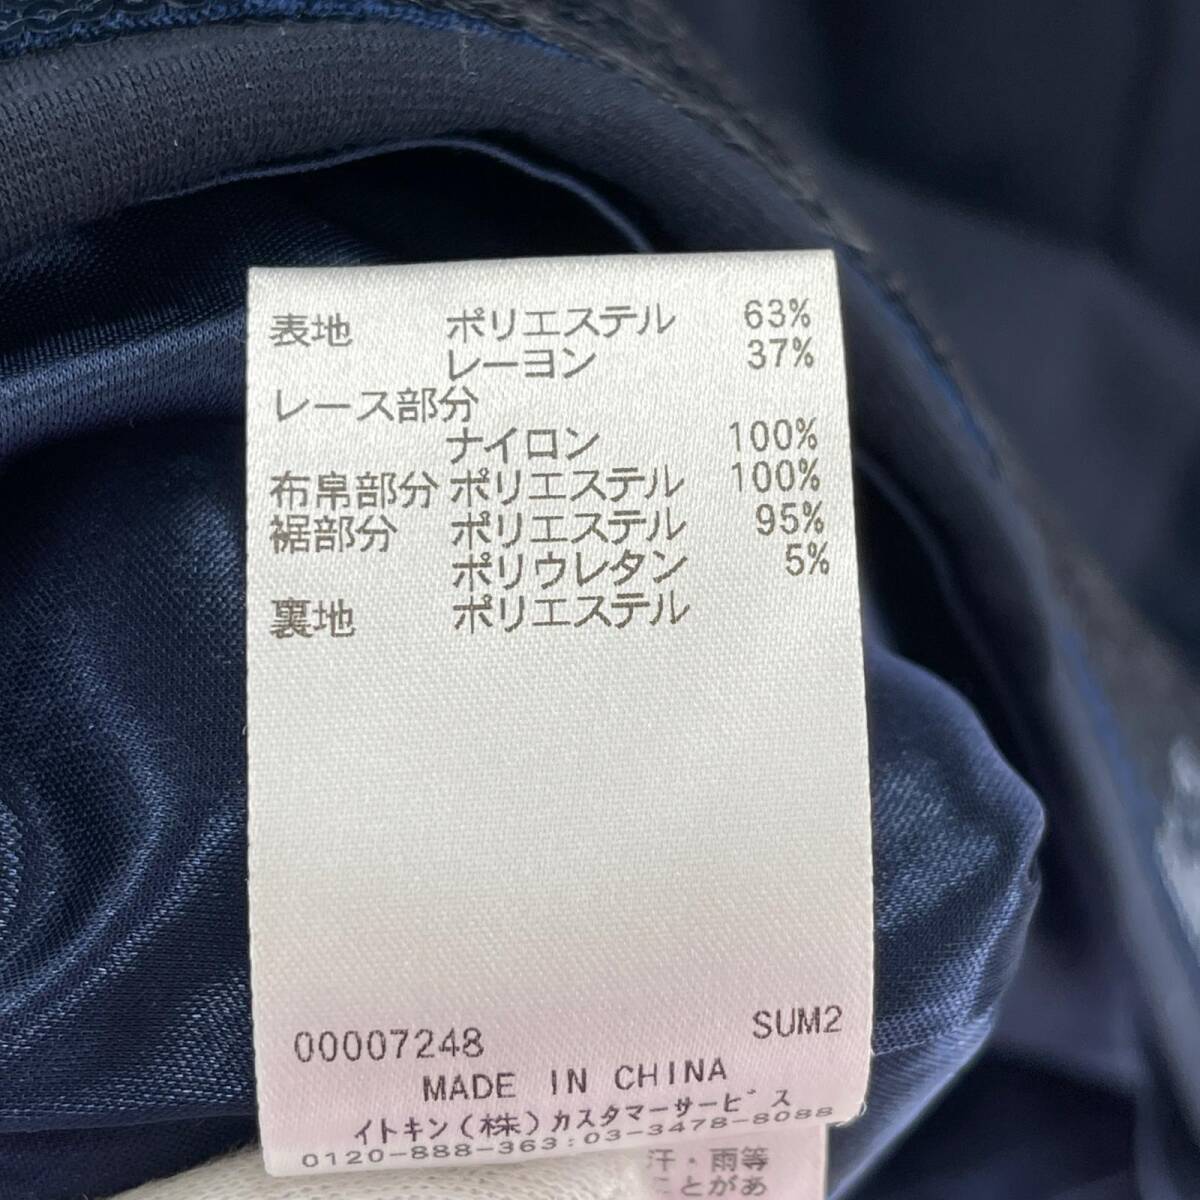 表地 ポリエステル 63%
レーヨン 37%
レース部分
ナイロン 100%
布帛部分 ポリエステル 100%
裾部分 ポリエステル 95%
ポリウレタン 5%
裏地 ポリエステル
00007248 SUM2
MADE IN CHINA
イトキン(株)カスタマーサービス
0120-888-363:03-3478-8088
汗・雨等
ことがあ